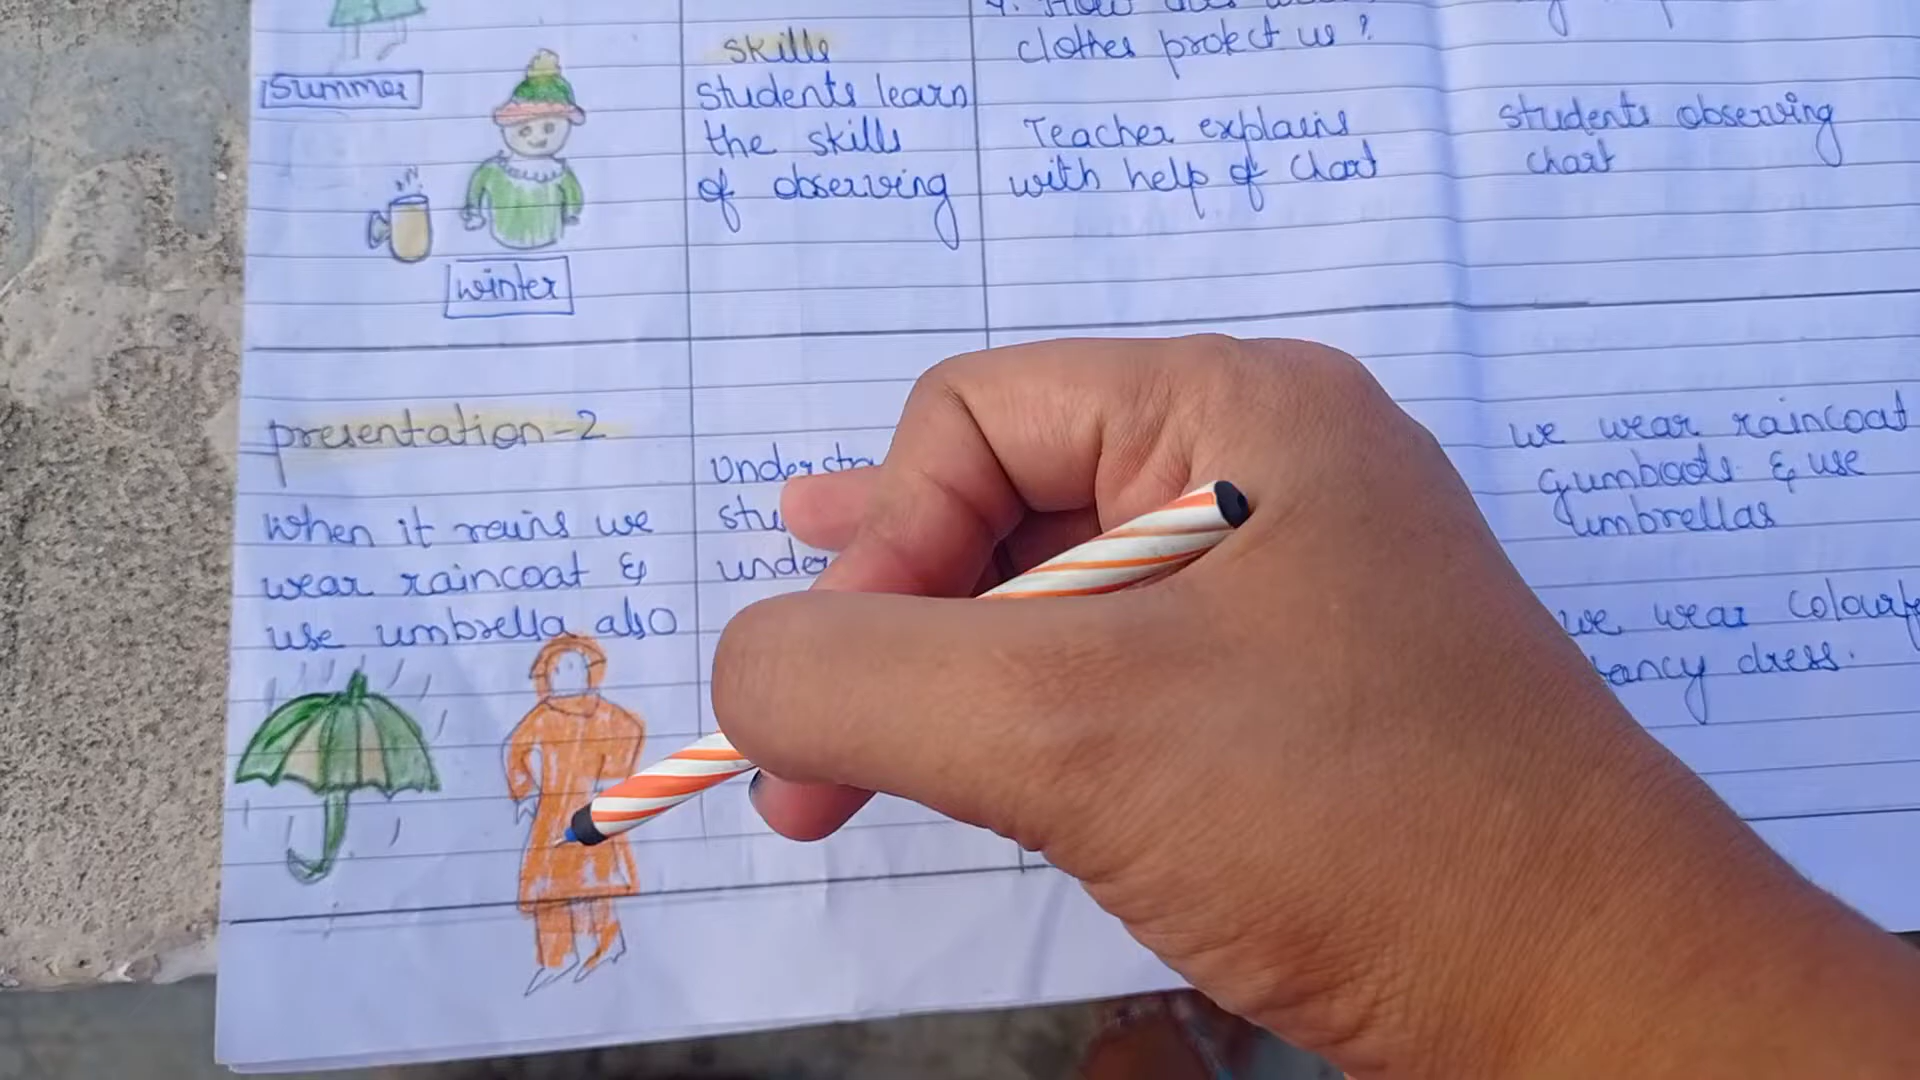 clothes protect us?
skills
Summer
students learn
the skills
of observing
Teacher explains
with help of Chart
students observing
chart
winter
presentation-2
when it rains we
wear raincoat &
use umbrella also
under
we wear raincoat
gumboots & use
umbrellas
we wear
fancy dress.